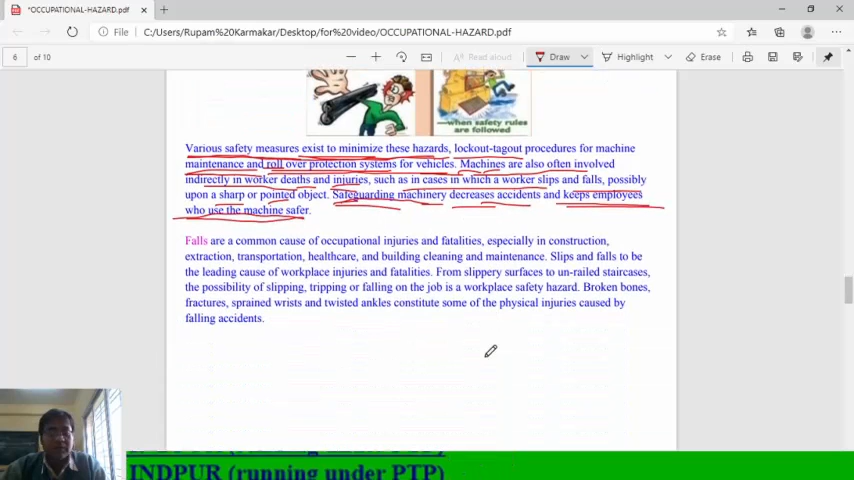 *OCCUPATIONAL-HAZARD.pdf
File C:/Users/Rupam%20Karmakar/Desktop/for%20video/OCCUPATIONAL-HAZARD.pdf
6 of 10 Read aloud Draw Highlight Erase
—when safety rules
are followed
Various safety measures exist to minimize these hazards, lockout-tagout procedures for machine
maintenance and roll over protection systems for vehicles. Machines are also often involved
indirectly in worker deaths and injuries, such as in cases in which a worker slips and falls, possibly
upon a sharp or pointed object. Safeguarding machinery decreases accidents and keeps employees
who use the machine safer.
Falls are a common cause of occupational injuries and fatalities, especially in construction,
extraction, transportation, healthcare, and building cleaning and maintenance. Slips and falls to be
the leading cause of workplace injuries and fatalities. From slippery surfaces to un-railed staircases,
the possibility of slipping, tripping or falling on the job is a workplace safety hazard. Broken bones,
fractures, sprained wrists and twisted ankles constitute some of the physical injuries caused by
falling accidents.
INDPUR (running under PTP)